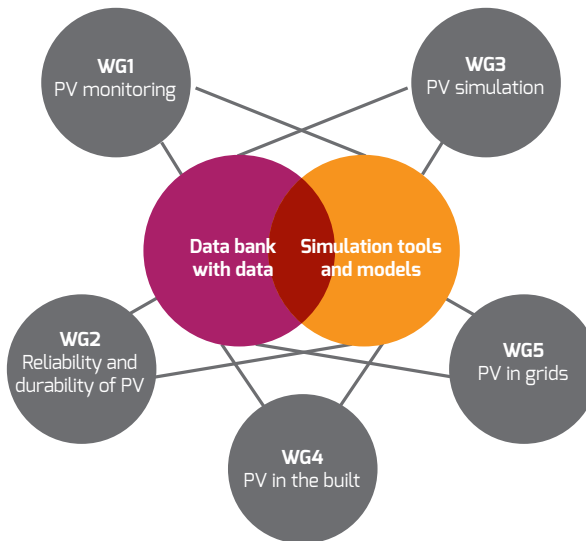 WG1
PV monitoring
WG3
PV simulation
Data bank
with data
Simulation tools
and models
WG2
Reliability and
durability of PV
WG5
PV in grids
WG4
PV in the built